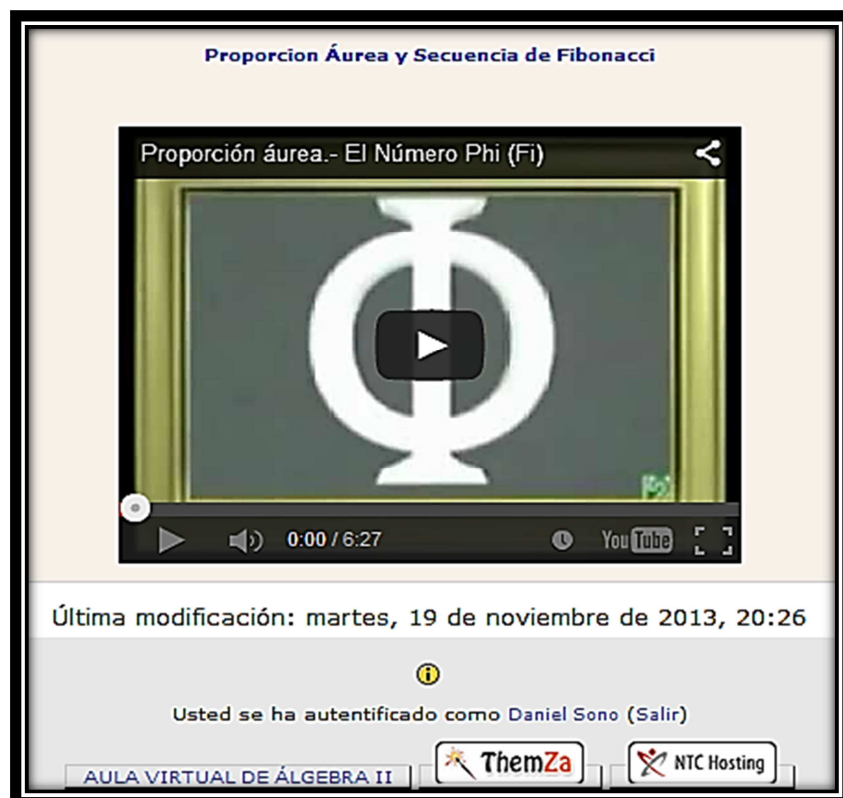 Proporcion Áurea y Secuencia de Fibonacci
Proporción áurea.- El Número Phi (Fi)
Φ
0:00 / 6:27
YouTube
Última modificación: martes, 19 de noviembre de 2013, 20:26
Usted se ha autentificado como Daniel Sono (Salir)
AULA VIRTUAL DE ÁLGEBRA II
ThemZa
NTC Hosting